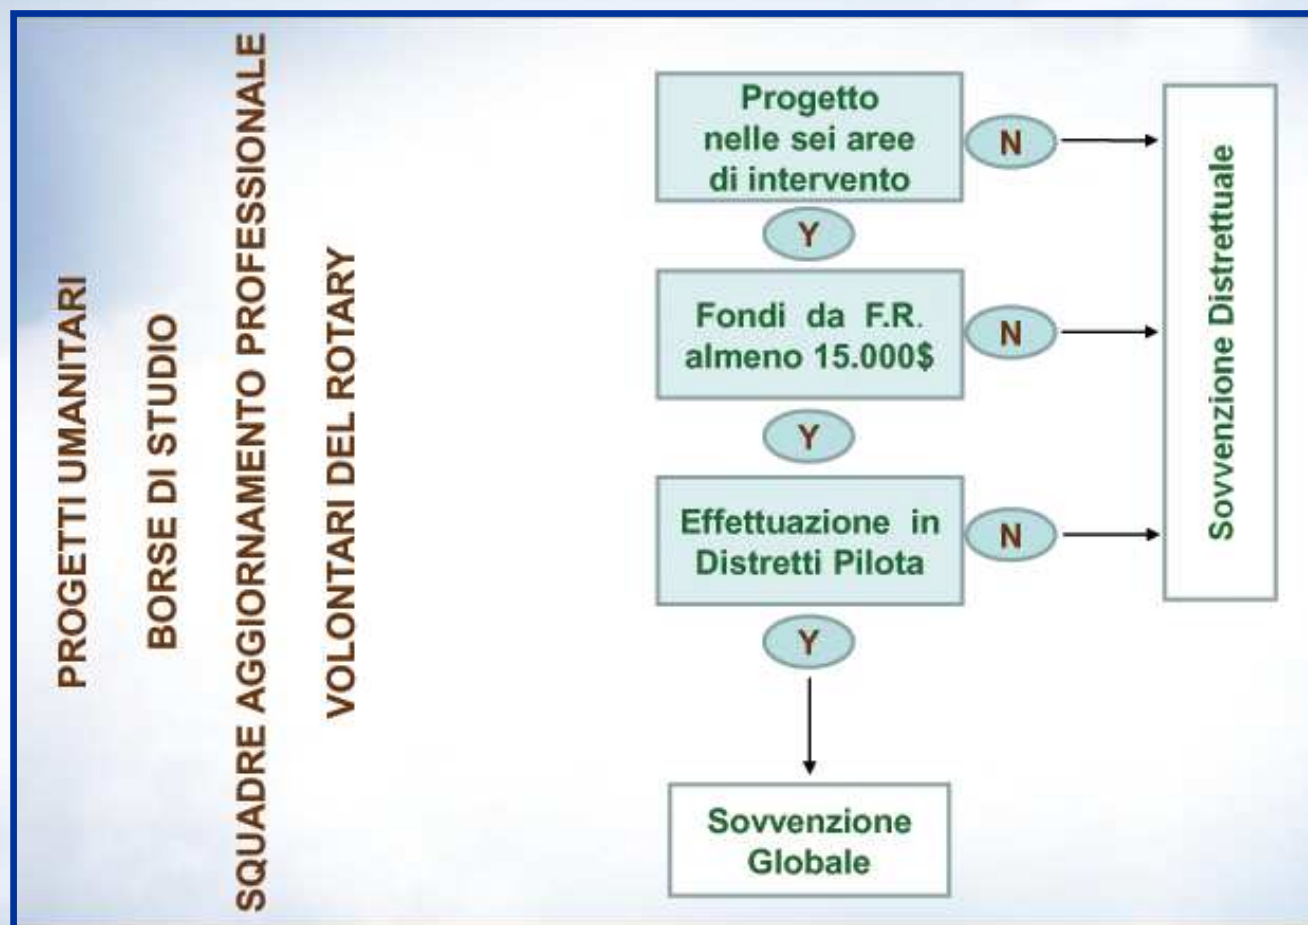 PROGETTI UMANITARI
BORSE DI STUDIO
SQUADRE AGGIORNAMENTO PROFESSIONALE
VOLONTARI DEL ROTARY
Progetto
nelle sei aree
di intervento
N
Y
Fondi da F.R.
almeno 15.000$
N
Y
Effettuazione in
Distretti Pilota
N
Y
Sovvenzione
Globale
Sovvenzione Distrettuale